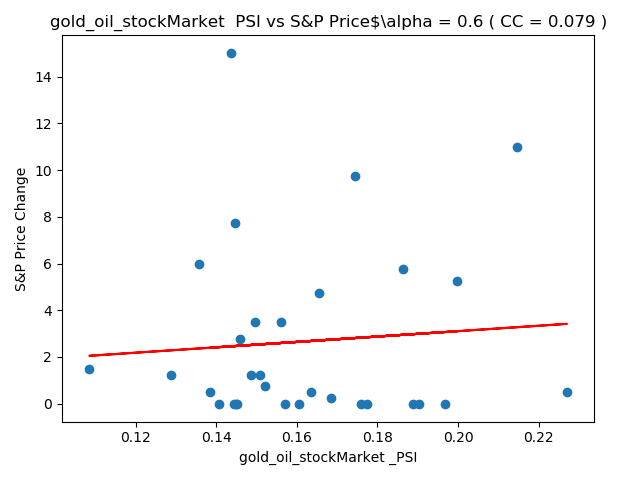 gold_oil_stockMarket  PSI vs S&P Price$\alpha = 0.6 ( CC = 0.079 )
14
12
10
8
6
4
2
0
S&P Price Change
0.12 0.14 0.16 0.18 0.20 0.22
gold_oil_stockMarket _PSI